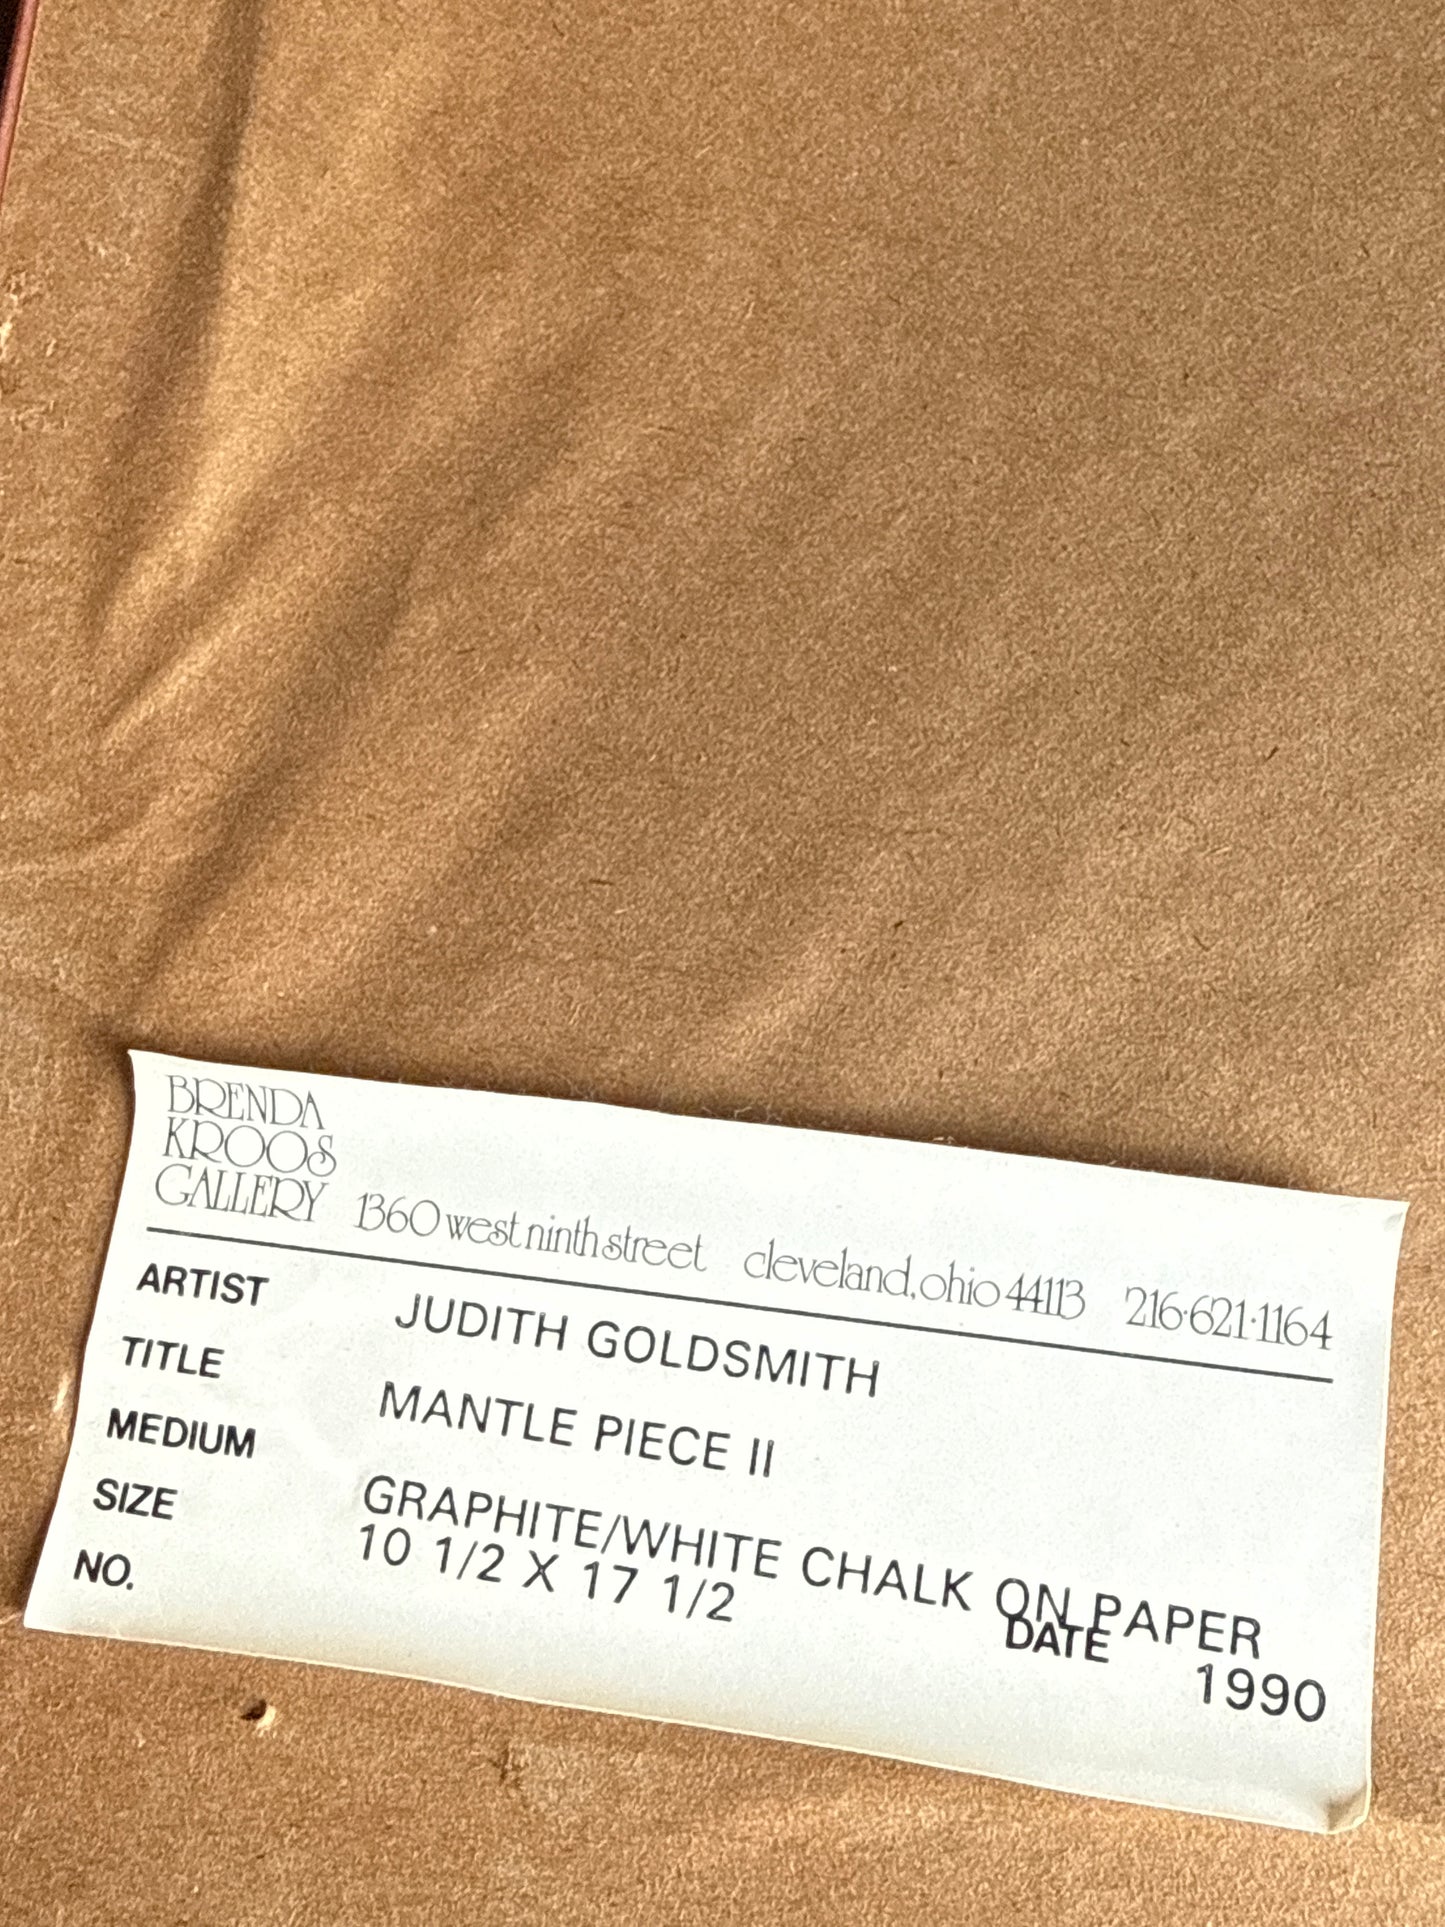 BRENDA
KROOS
GALLERY 1360 west ninth street cleveland, ohio 44113 216·621·1164
ARTIST JUDITH GOLDSMITH
TITLE MANTLE PIECE II
MEDIUM GRAPHITE/WHITE CHALK ON PAPER
SIZE 10 1/2 X 17 1/2
NO. DATE 1990